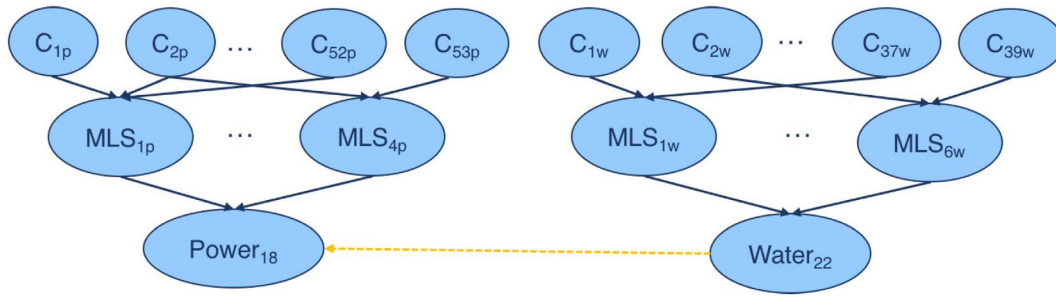 C1p C2p ... C52p C53p C1w C2w ... C37w C39w
MLS1p ... MLS4p MLS1w ... MLS6w
Power18 Water22